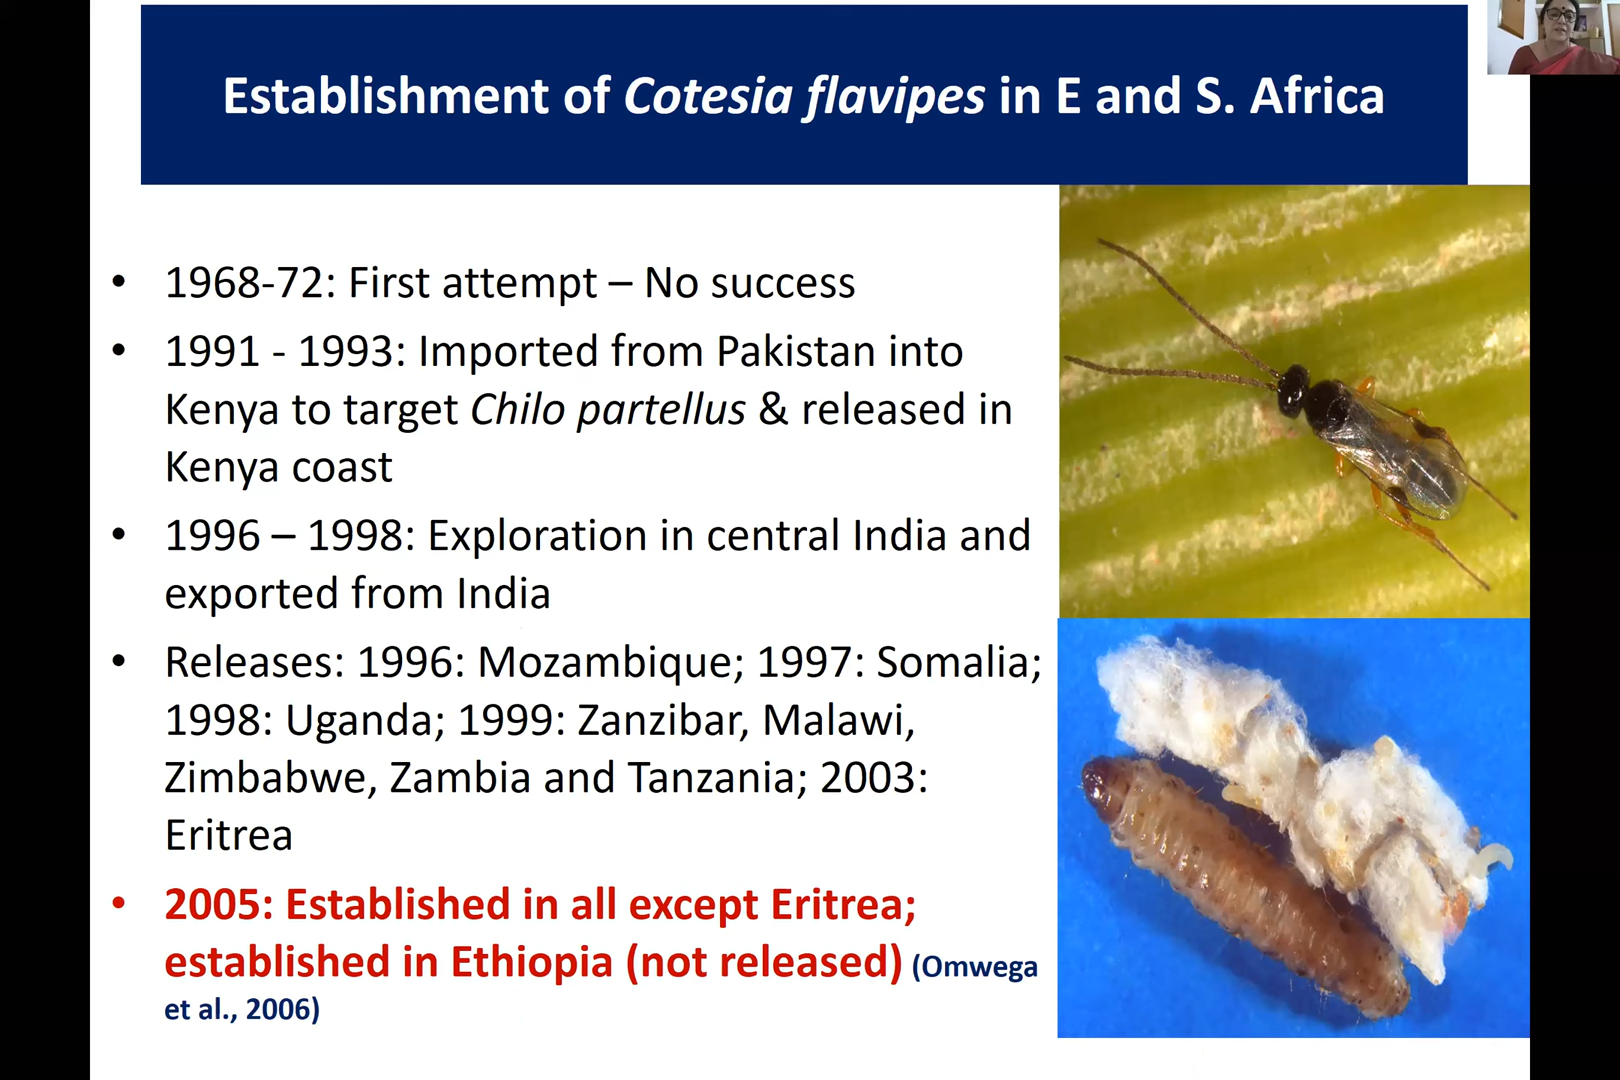 Establishment of Cotesia flavipes in E and S. Africa
• 1968-72: First attempt – No success
• 1991 - 1993: Imported from Pakistan into
Kenya to target Chilo partellus & released in
Kenya coast
• 1996 – 1998: Exploration in central India and
exported from India
• Releases: 1996: Mozambique; 1997: Somalia;
1998: Uganda; 1999: Zanzibar, Malawi,
Zimbabwe, Zambia and Tanzania; 2003:
Eritrea
• 2005: Established in all except Eritrea;
established in Ethiopia (not released) (Omwega
et al., 2006)